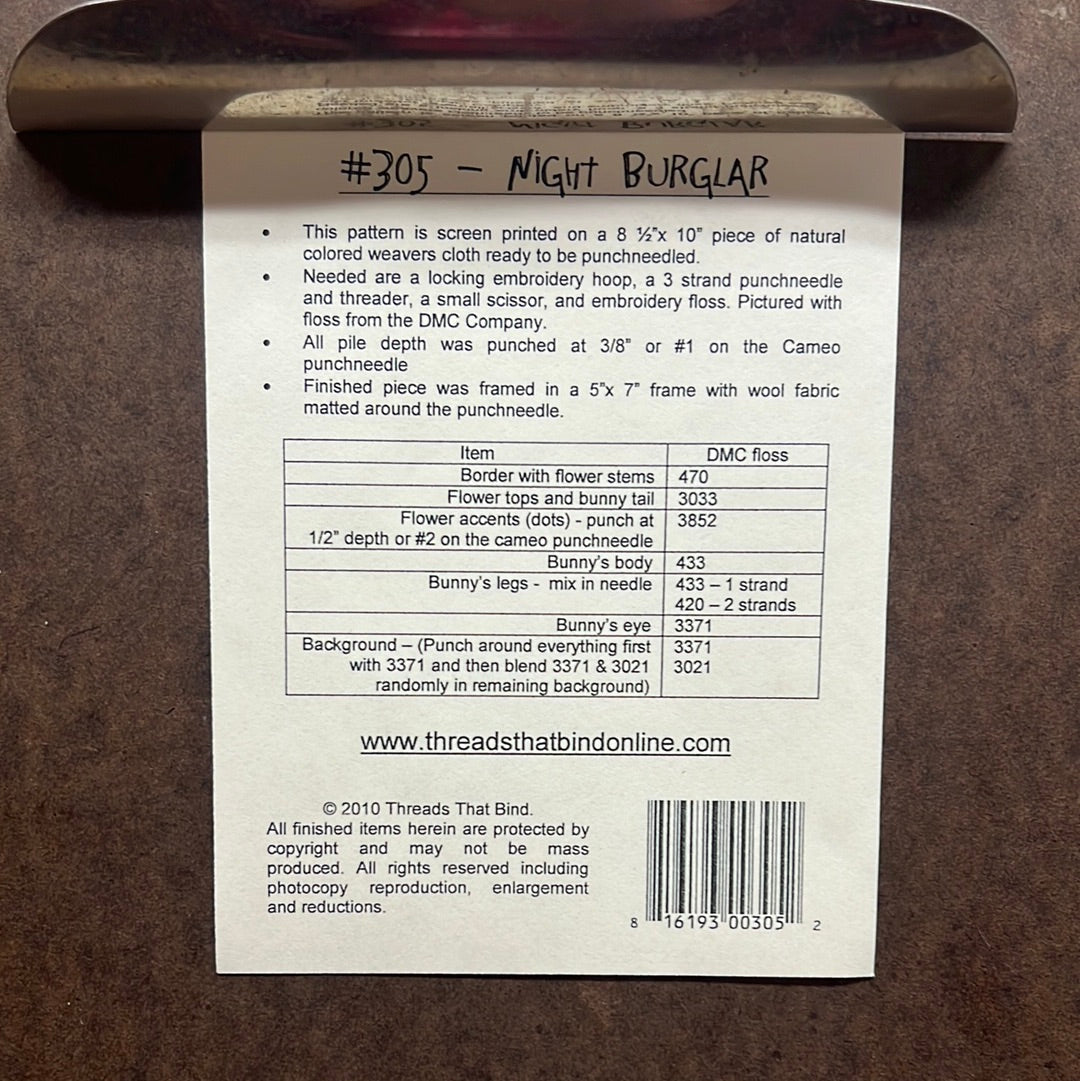 #305 - NIGHT BURGLAR
• This pattern is screen printed on a 8 ½"x 10" piece of natural
colored weavers cloth ready to be punchneedled.
• Needed are a locking embroidery hoop, a 3 strand punchneedle
and threader, a small scissor, and embroidery floss. Pictured with
floss from the DMC Company.
• All pile depth was punched at 3/8" or #1 on the Cameo
punchneedle
• Finished piece was framed in a 5"x 7" frame with wool fabric
matted around the punchneedle.
Item DMC floss
Border with flower stems 470
Flower tops and bunny tail 3033
Flower accents (dots) - punch at 3852
1/2" depth or #2 on the cameo punchneedle
Bunny's body 433
Bunny's legs - mix in needle 433 – 1 strand
420 – 2 strands
Bunny's eye 3371
Background – (Punch around everything first 3371
with 3371 and then blend 3371 & 3021 3021
randomly in remaining background)
www.threadsthatbindonline.com
© 2010 Threads That Bind.
All finished items herein are protected by
copyright and may not be mass
produced. All rights reserved including
photocopy reproduction, enlargement
and reductions.
8 16193 00305 2